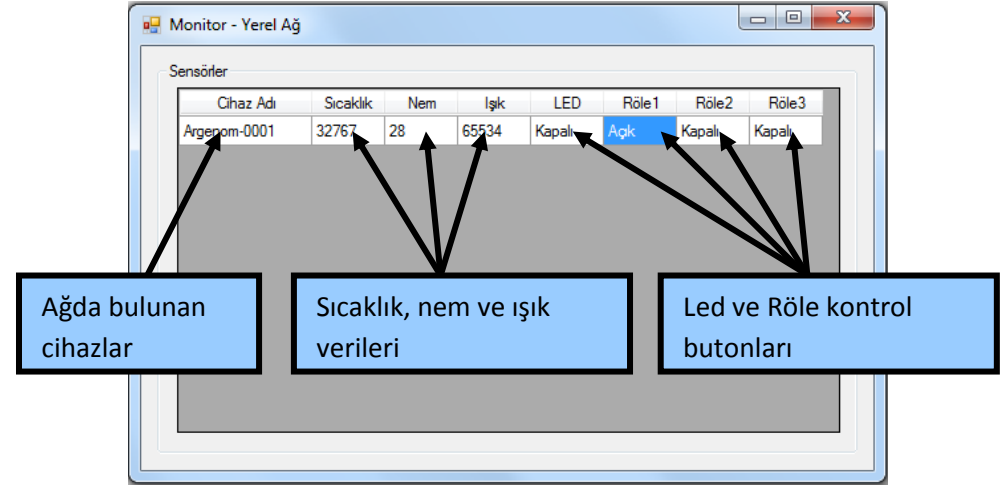 Monitor - Yerel Ağ
Sensörler
Cihaz Adı Sıcaklık Nem Işık LED Röle1 Röle2 Röle3
Argenom-0001 32767 28 65534 Kapalı Açık Kapalı Kapalı
Ağda bulunan
cihazlar
Sıcaklık, nem ve ışık
verileri
Led ve Röle kontrol
butonları